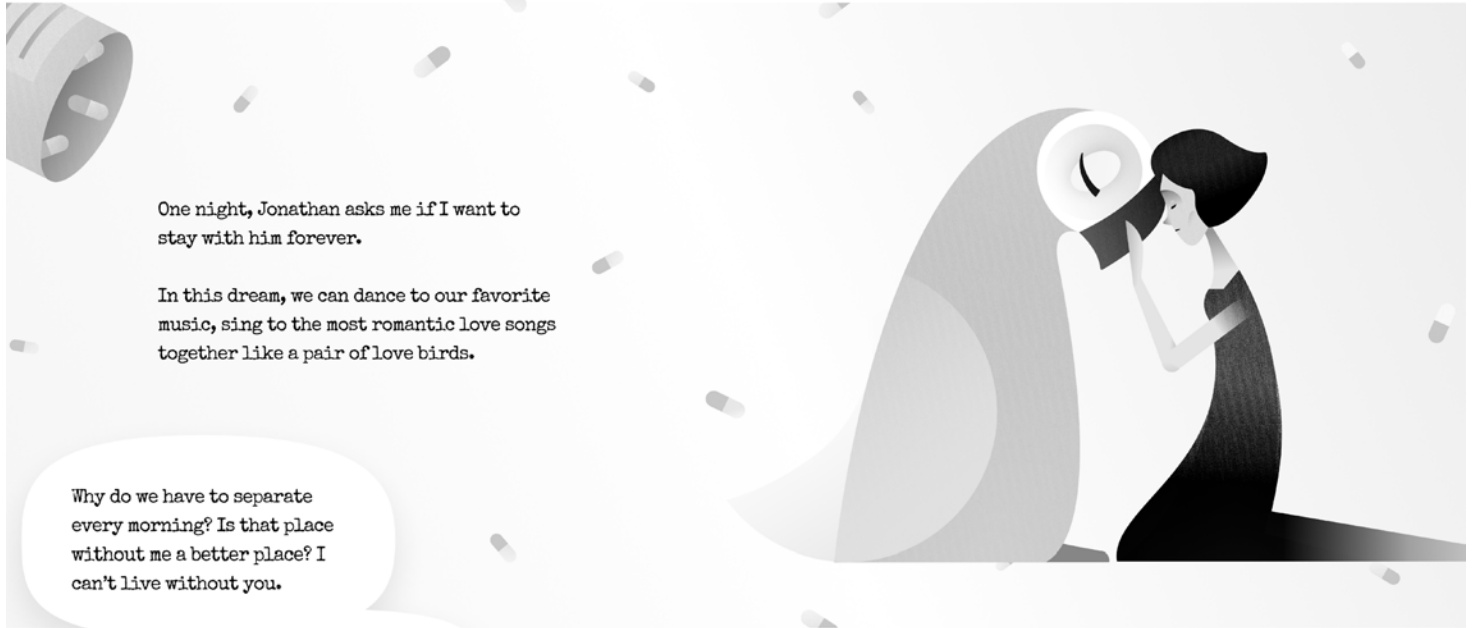 One night, Jonathan asks me if I want to
stay with him forever.
In this dream, we can dance to our favorite
music, sing to the most romantic love songs
together like a pair of love birds.
Why do we have to separate
every morning? Is that place
without me a better place? I
can't live without you.